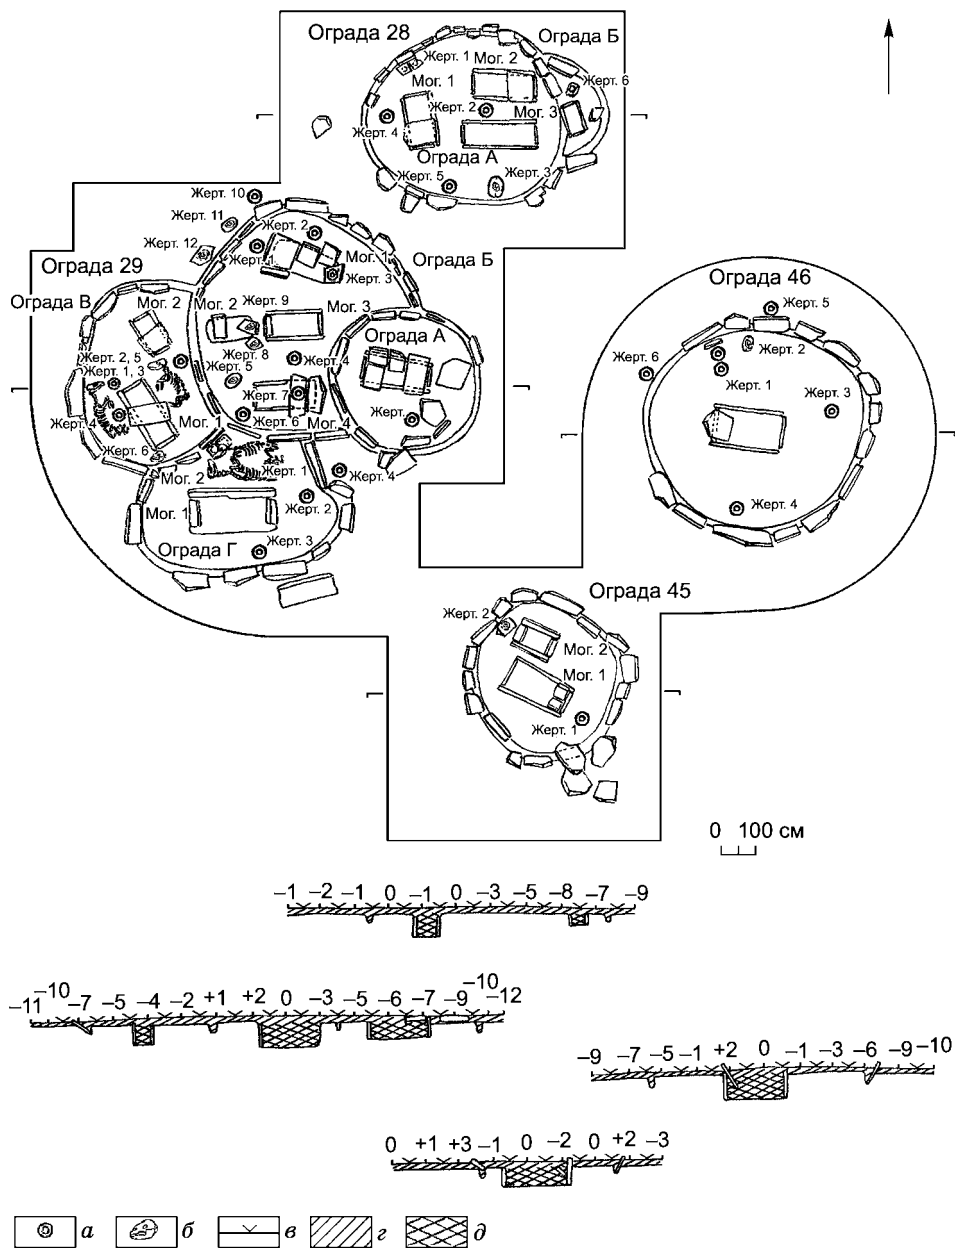 Ограда 28
Ограда Б
Жерт. 1
Мог. 2
Мог. 1
Жерт. 6
Жерт. 2
Мог. 3
Жерт. 4
Ограда А
Жерт. 5
Жерт. 3
Жерт. 10
Жерт. 11
Жерт. 2
Жерт. 12
Жерт. 1
Мог. 1
Ограда Б
Жерт. 3
Ограда 29
Ограда В
Мог. 2
Мог. 2
Жерт. 9
Мог. 3
Ограда А
Жерт. 8
Жерт. 4
Жерт. 2, 5
Жерт. 1, 3
Жерт. 5
Жерт. 7
Жерт.
Жерт. 4
Мог. 1
Жерт. 6
Мог. 4
Жерт. 6
Мог. 2
Жерт. 1
Жерт. 4
Мог. 1
Жерт. 2
Ограда Г
Жерт. 3
Ограда 46
Жерт. 5
Жерт. 6
Жерт. 2
Жерт. 1
Жерт. 3
Жерт. 4
Ограда 45
Жерт. 2
Мог. 2
Мог. 1
Жерт. 1
0 100 см
–1 –2 –1 0 –1 0 –3 –5 –8 –7 –9
–11 –10 –7 –5 –4 –2 +1 +2 0 –3 –5 –6 –7 –9 –10 –12
–9 –7 –5 –1 +2 0 –1 –3 –6 –9 –10
0 +1 +3 –1 0 –2 0 +2 –3
а б в г д